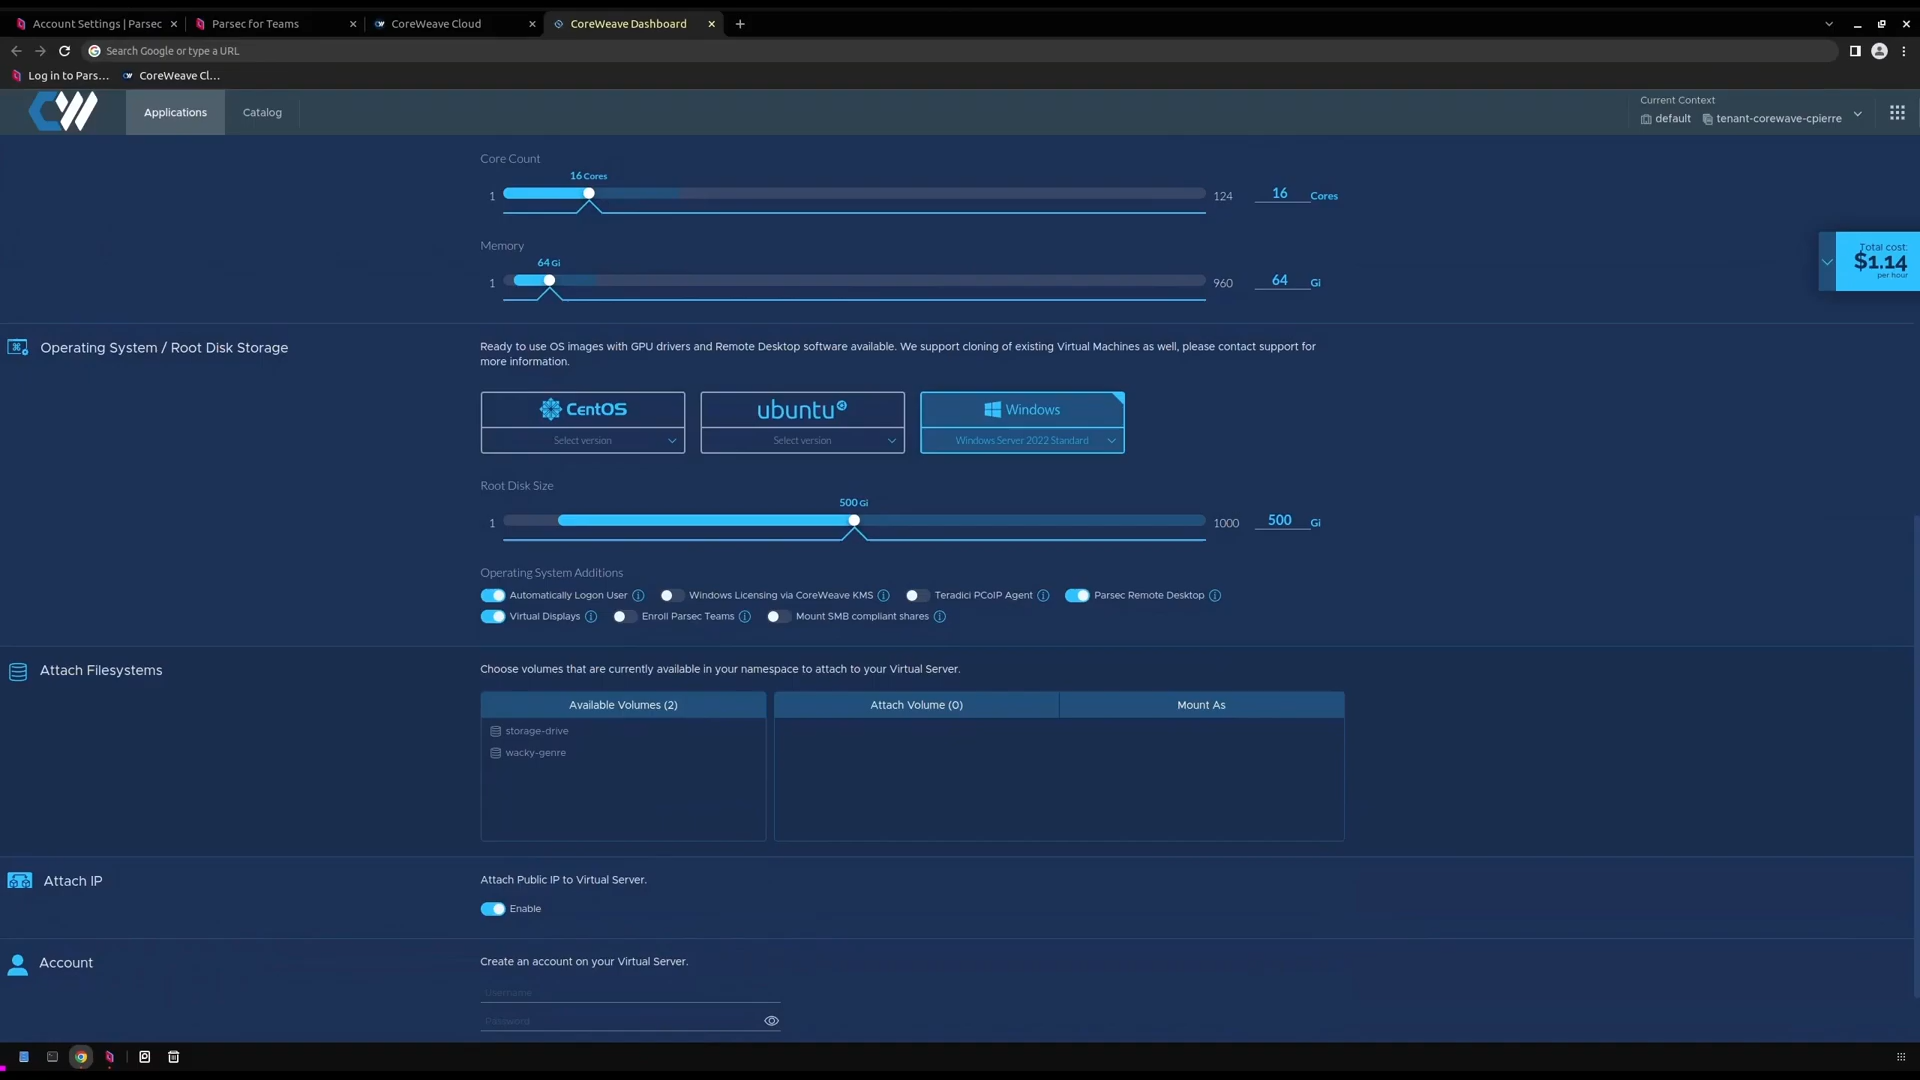 Account Settings | Parsec
Parsec for Teams
CoreWeave Cloud
CoreWeave Dashboard
Search Google or type a URL
Log in to Pars...
CoreWeave Cl...
CW
Applications
Catalog
Current Context
default
tenant-corewave-cpierre
Core Count
16 Cores
1
124
16 Cores
Total cost:
$1.14
per hour
Memory
64 Gi
1
960
64 Gi
Operating System / Root Disk Storage
Ready to use OS images with GPU drivers and Remote Desktop software available. We support cloning of existing Virtual Machines as well, please contact support for
more information.
CentOS
ubuntu
Windows
Select version
Select version
Windows Server 2022 Standard
Root Disk Size
500 Gi
1
1000
500 Gi
Operating System Additions
Automatically Logon User
Windows Licensing via CoreWeave KMS
Teradici PCoIP Agent
Parsec Remote Desktop
Virtual Displays
Enroll Parsec Teams
Mount SMB compliant shares
Attach Filesystems
Choose volumes that are currently available in your namespace to attach to your Virtual Server.
Available Volumes (2)
Attach Volume (0)
Mount As
storage-drive
wacky-genre
Attach IP
Attach Public IP to Virtual Server.
Enable
Account
Create an account on your Virtual Server.
Username
Password